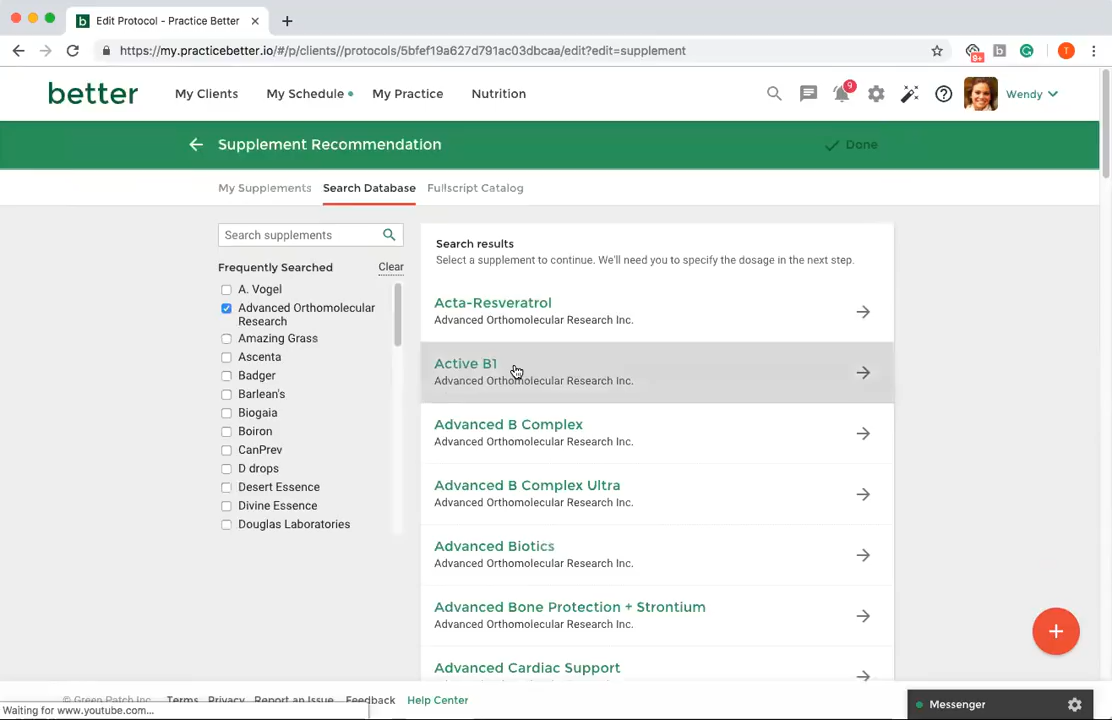 Edit Protocol - Practice Better
https://my.practicebetter.io/#/p/clients//protocols/5bfef19a627d791ac03dbcaa/edit?edit=supplement
9+
b
T
better
My Clients
My Schedule
My Practice
Nutrition
9
Wendy
Supplement Recommendation
Done
My Supplements
Search Database
Fullscript Catalog
Search supplements
Frequently Searched
Clear
A. Vogel
Advanced Orthomolecular
Research
Amazing Grass
Ascenta
Badger
Barlean's
Biogaia
Boiron
CanPrev
D drops
Desert Essence
Divine Essence
Douglas Laboratories
Search results
Select a supplement to continue. We'll need you to specify the dosage in the next step.
Acta-Resveratrol
Advanced Orthomolecular Research Inc.
Active B1
Advanced Orthomolecular Research Inc.
Advanced B Complex
Advanced Orthomolecular Research Inc.
Advanced B Complex Ultra
Advanced Orthomolecular Research Inc.
Advanced Biotics
Advanced Orthomolecular Research Inc.
Advanced Bone Protection + Strontium
Advanced Orthomolecular Research Inc.
Advanced Cardiac Support
© Green Patch Inc.
Terms
Privacy
Report an Issue
Feedback
Help Center
Waiting for www.youtube.com...
Messenger